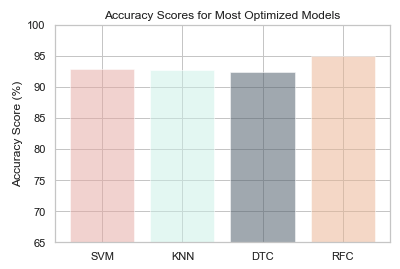 Accuracy Scores for Most Optimized Models
Accuracy Score (%)
100
95
90
85
80
75
70
65
SVM KNN DTC RFC